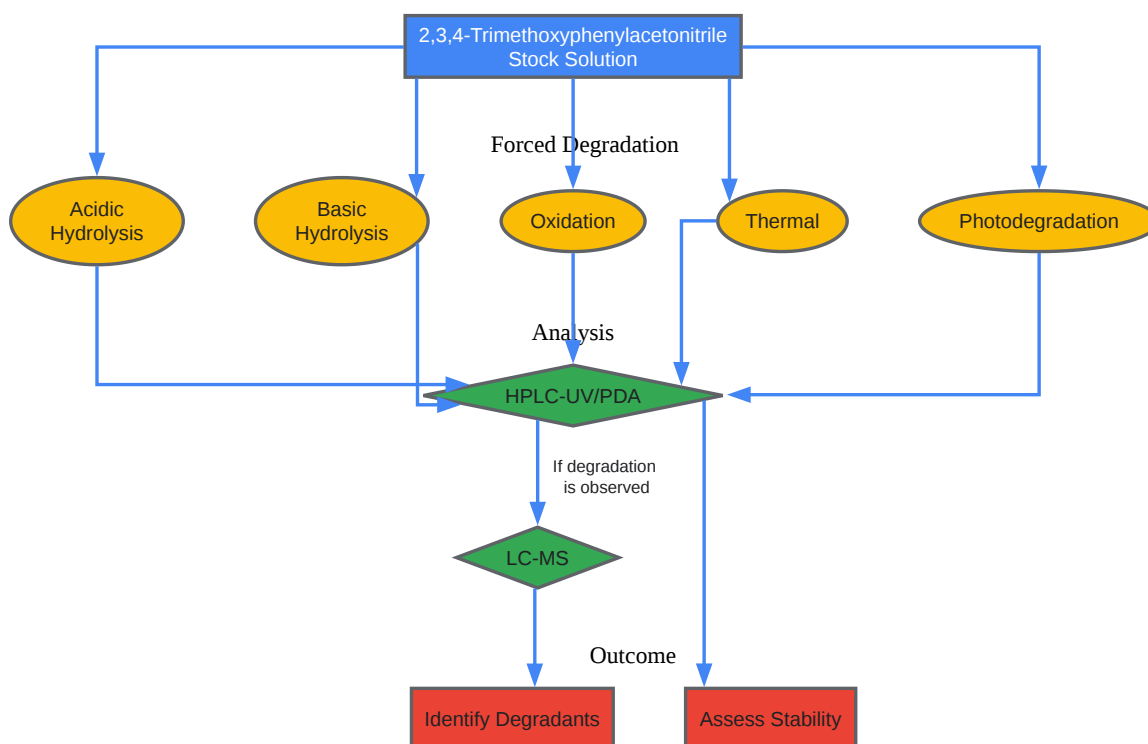 2,3,4-Trimethoxyphenylacetonitrile
Stock Solution
Forced Degradation
Acidic
Hydrolysis
Basic
Hydrolysis
Oxidation
Thermal
Photodegradation
Analysis
HPLC-UV/PDA
If degradation
is observed
LC-MS
Outcome
Identify Degradants
Assess Stability